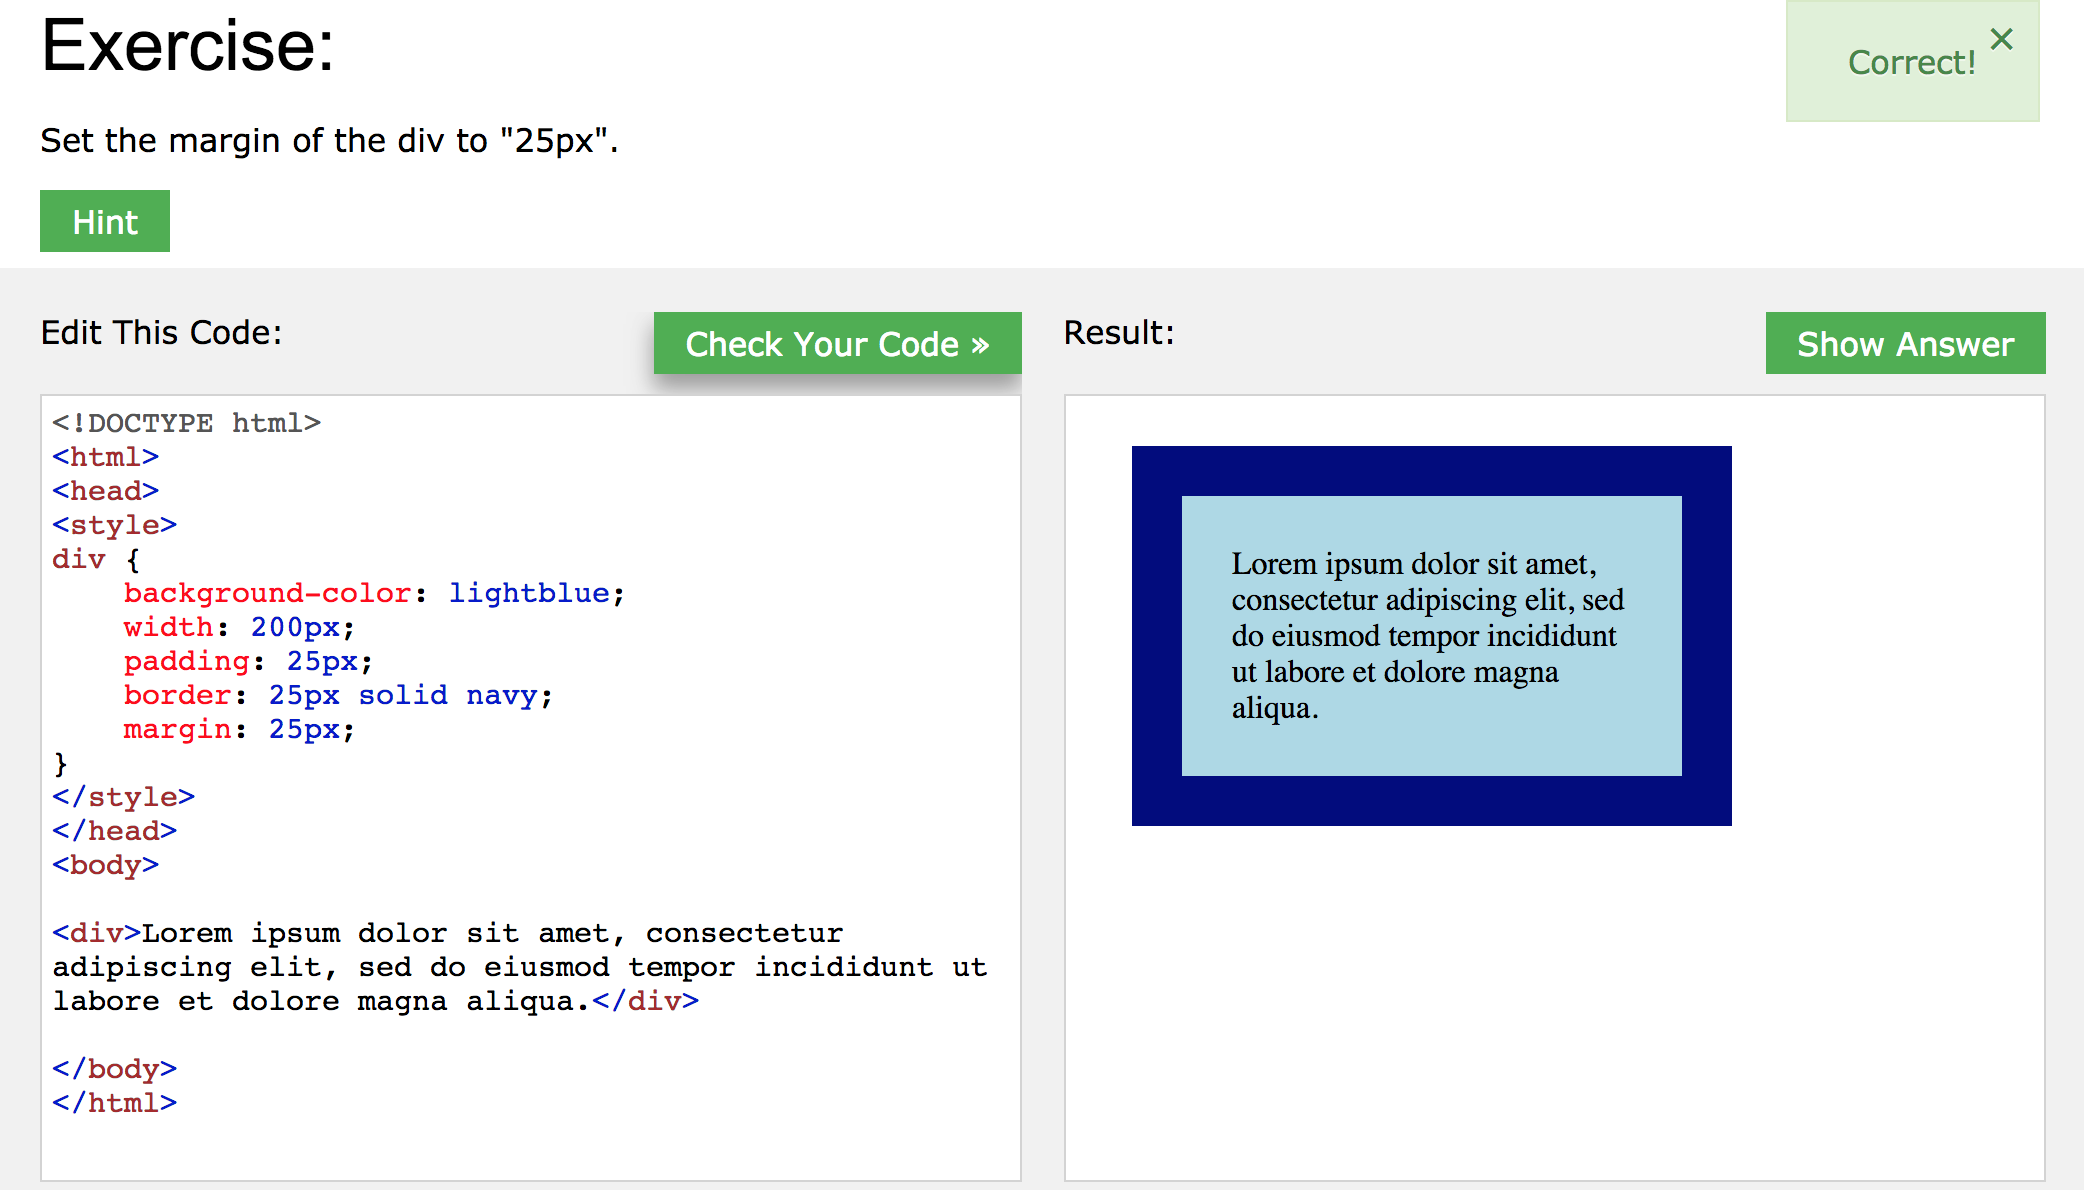 Exercise:
Correct! ×
Set the margin of the div to "25px".
Hint
Edit This Code:
Check Your Code »
Result:
Show Answer
<!DOCTYPE html>
<html>
<head>
<style>
div {
    background-color: lightblue;
    width: 200px;
    padding: 25px;
    border: 25px solid navy;
    margin: 25px;
}
</style>
</head>
<body>
<div>Lorem ipsum dolor sit amet, consectetur
adipiscing elit, sed do eiusmod tempor incididunt ut
labore et dolore magna aliqua.</div>
</body>
</html>
Lorem ipsum dolor sit amet,
consectetur adipiscing elit, sed
do eiusmod tempor incididunt
ut labore et dolore magna
aliqua.